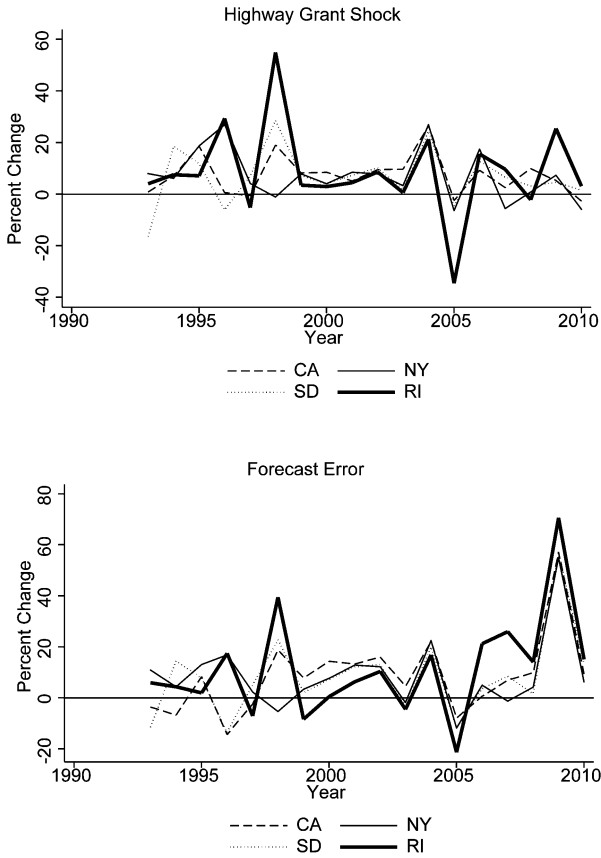 Highway Grant Shock
Percent Change
60
40
20
0
-20
-40
1990 1995 2000 2005 2010
Year
CA NY
SD RI
Forecast Error
Percent Change
80
60
40
20
0
-20
1990 1995 2000 2005 2010
Year
CA NY
SD RI